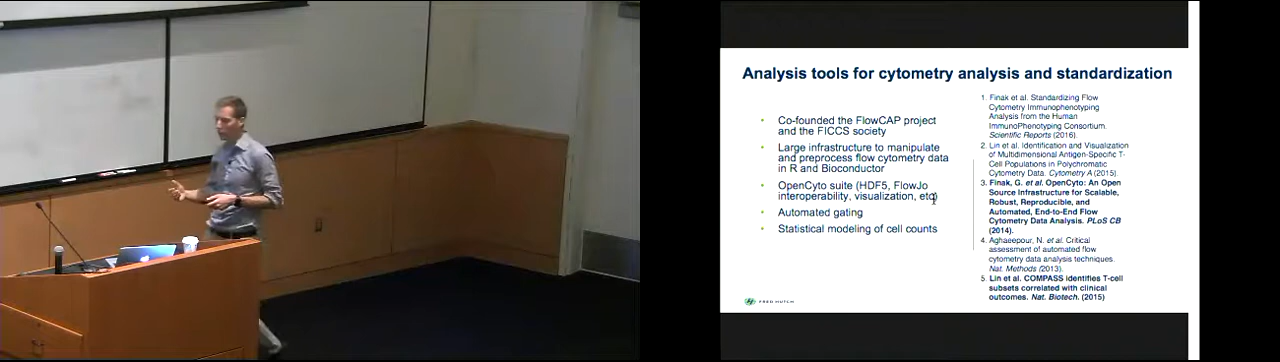 Analysis tools for cytometry analysis and standardization
• Co-founded the FlowCAP project
and the FICCS society
• Large infrastructure to manipulate
and preprocess flow cytometry data
in R and Bioconductor
• OpenCyto suite (HDF5, FlowJo
interoperability, visualization, etc)
• Automated gating
• Statistical modeling of cell counts
1. Finak et al. Standardizing Flow
Cytometry Immunophenotyping
Analysis from the Human
ImmunoPhenotyping Consortium.
Scientific Reports (2016)
2. Lin et al. Identification and Visualization
of Multidimensional Antigen-Specific T-
Cell Populations in Polychromatic
Cytometry Data. Cytometry A (2015).
3. Finak, G. et al. OpenCyto: An Open
Source Infrastructure for Scalable,
Robust, Reproducible, and
Automated, End-to-End Flow
Cytometry Data Analysis. PLoS CB
(2014).
4. Aghaeepour, N. et al. Critical
assessment of automated flow
cytometry data analysis techniques.
Nat. Methods (2013).
5. Lin et al. COMPASS identifies T-cell
subsets correlated with clinical
outcomes. Nat. Biotech. (2015)
FRED HUTCH